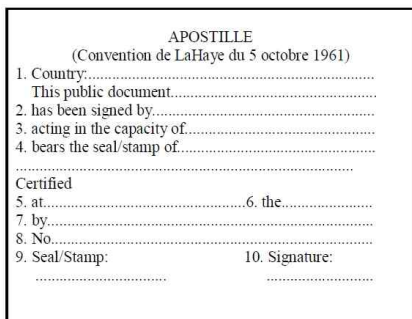 APOSTILLE
(Convention de LaHaye du 5 octobre 1961)
1. Country:.......................................................................
This public document...................................................
2. has been signed by.......................................................
3. acting in the capacity of...............................................
4. bears the seal/stamp of.................................................
....................................................................................
Certified
5. at..................................................6. the.......................
7. by.................................................................................
8. No................................................................................
9. Seal/Stamp: 10. Signature:
................................. ...........................